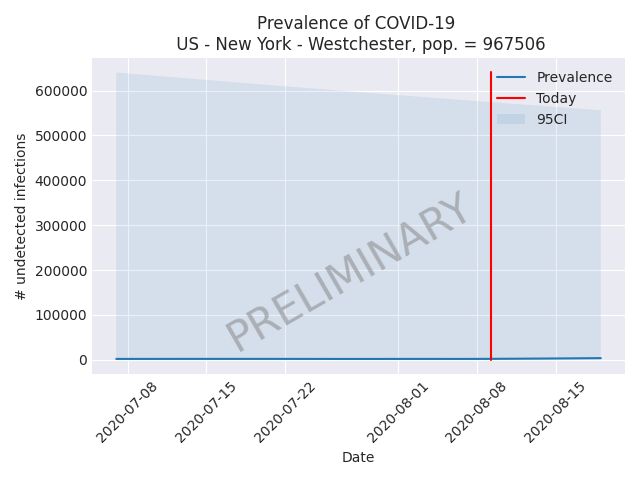 Prevalence of COVID-19
US - New York - Westchester, pop. = 967506
Prevalence
Today
95CI
# undetected infections
600000
500000
400000
300000
200000
100000
0
PRELIMINARY
2020-07-08
2020-07-15
2020-07-22
2020-08-01
2020-08-08
2020-08-15
Date